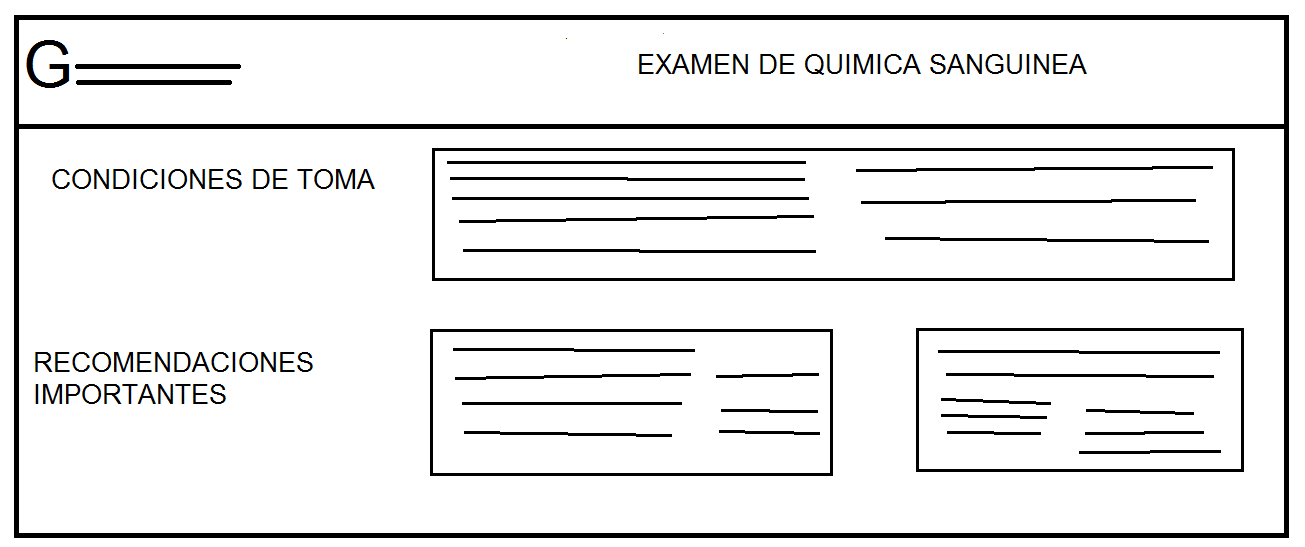 G
EXAMEN DE QUIMICA SANGUINEA
CONDICIONES DE TOMA
RECOMENDACIONES
IMPORTANTES